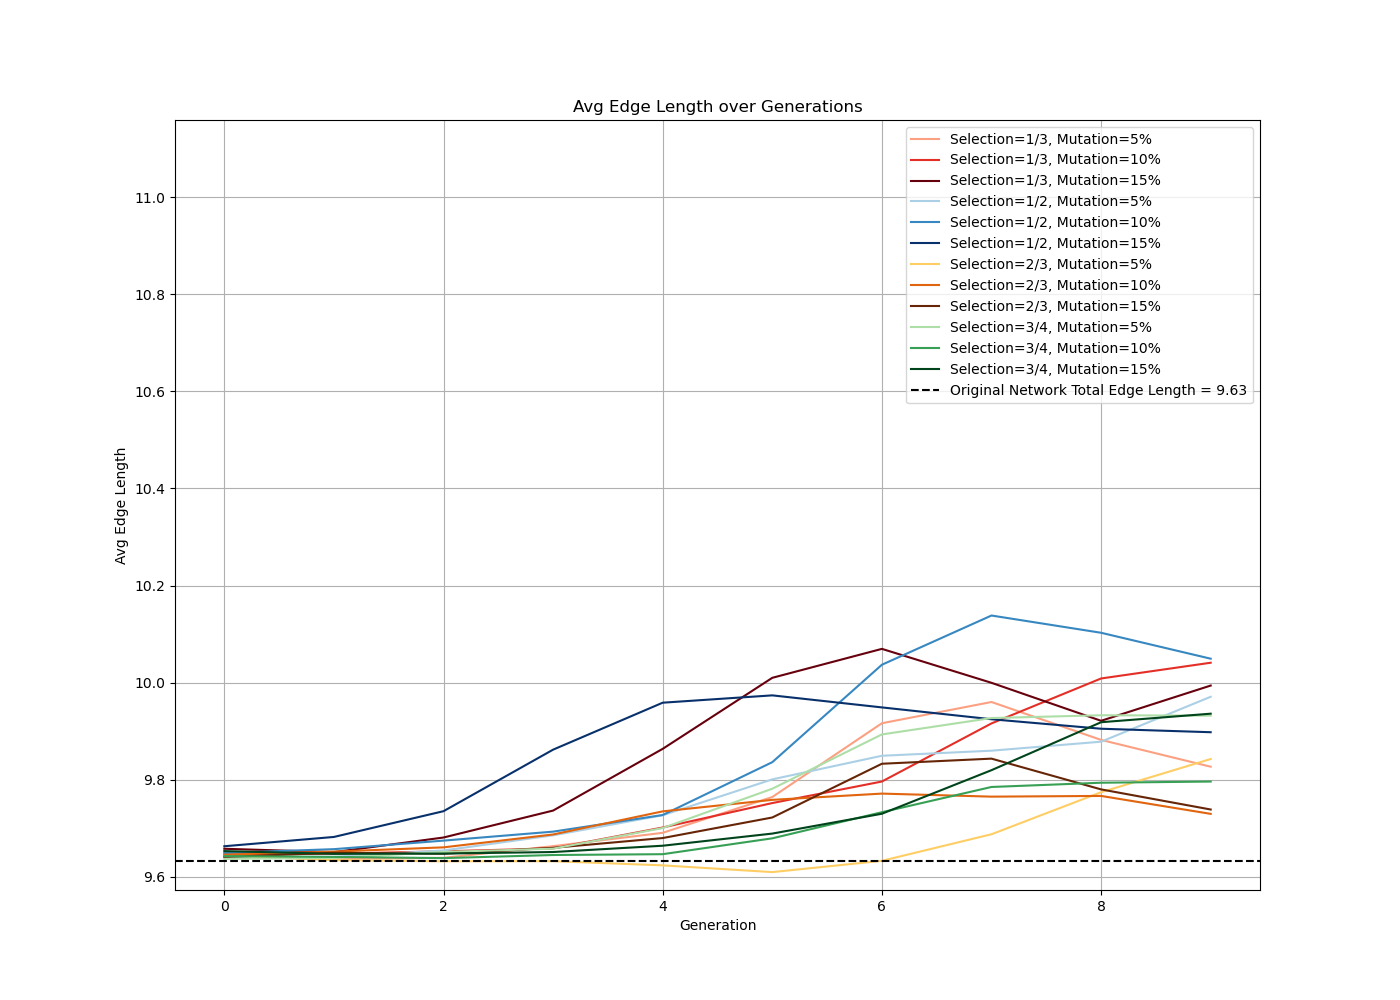 Avg Edge Length over Generations
Selection=1/3, Mutation=5%
Selection=1/3, Mutation=10%
Selection=1/3, Mutation=15%
Selection=1/2, Mutation=5%
Selection=1/2, Mutation=10%
Selection=1/2, Mutation=15%
Selection=2/3, Mutation=5%
Selection=2/3, Mutation=10%
Selection=2/3, Mutation=15%
Selection=3/4, Mutation=5%
Selection=3/4, Mutation=10%
Selection=3/4, Mutation=15%
Original Network Total Edge Length = 9.63
Avg Edge Length
11.0
10.8
10.6
10.4
10.2
10.0
9.8
9.6
0 2 4 6 8
Generation